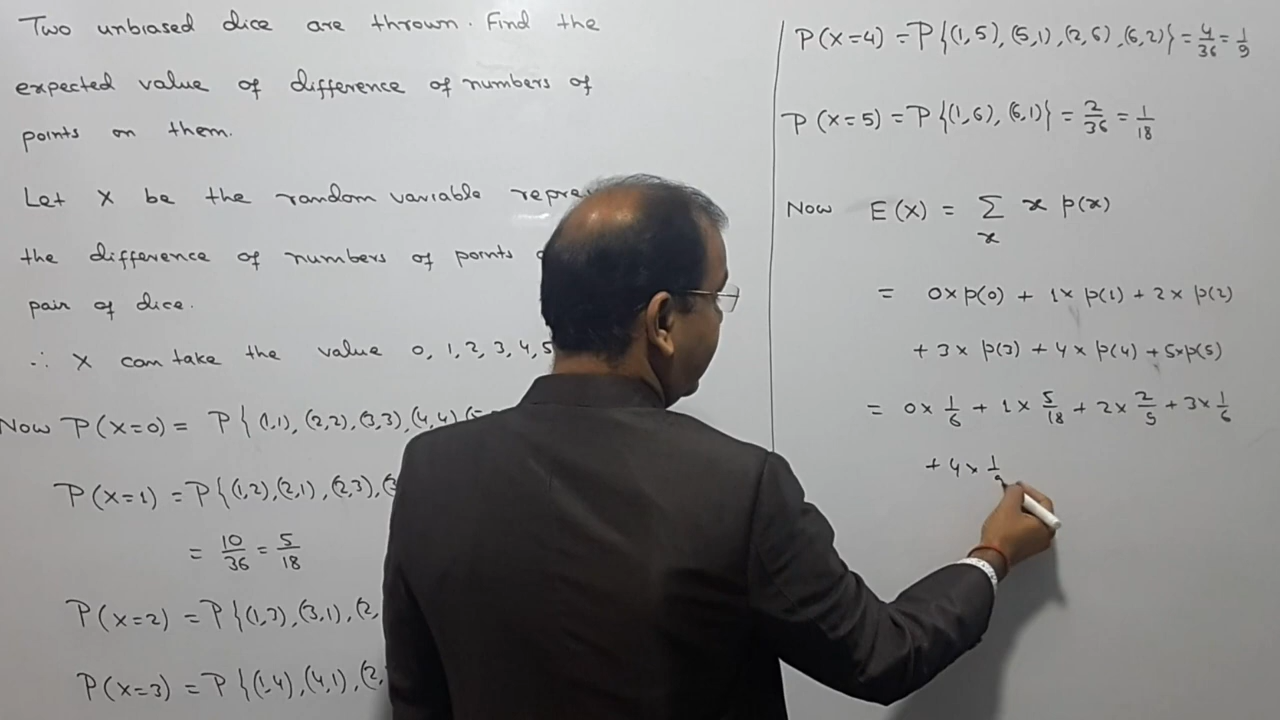 Two unbiased dice are thrown. Find the
expected value of difference of numbers of
points on them.
Let X be the random variable
the difference of numbers of points
pair of dice.
∴ X can take the value 0, 1, 2, 3, 4, 5
Now P(X=0) = P{(1,1), (2,2), (3,3), (4,4)
P(X=1) = P{(1,2),(2,1), (2,3),
= 10/36 = 5/18
P(X=2) = P{(1,3),(3,1),
P(X=3) = P{(1,4),(4,1),
P(X=4) = P{(1,5), (5,1), (2,6), (6,2)} = 4/36 = 1/9
P(X=5) = P{(1,6), (6,1)} = 2/36 = 1/18
Now E(X) = ∑ x p(x)
x
= 0×p(0) + 1×p(1) + 2×p(2)
+ 3×p(3) + 4×p(4) + 5×p(5)
= 0×1/6 + 1×5/18 + 2×2/9 + 3×1/6
+ 4×1/9